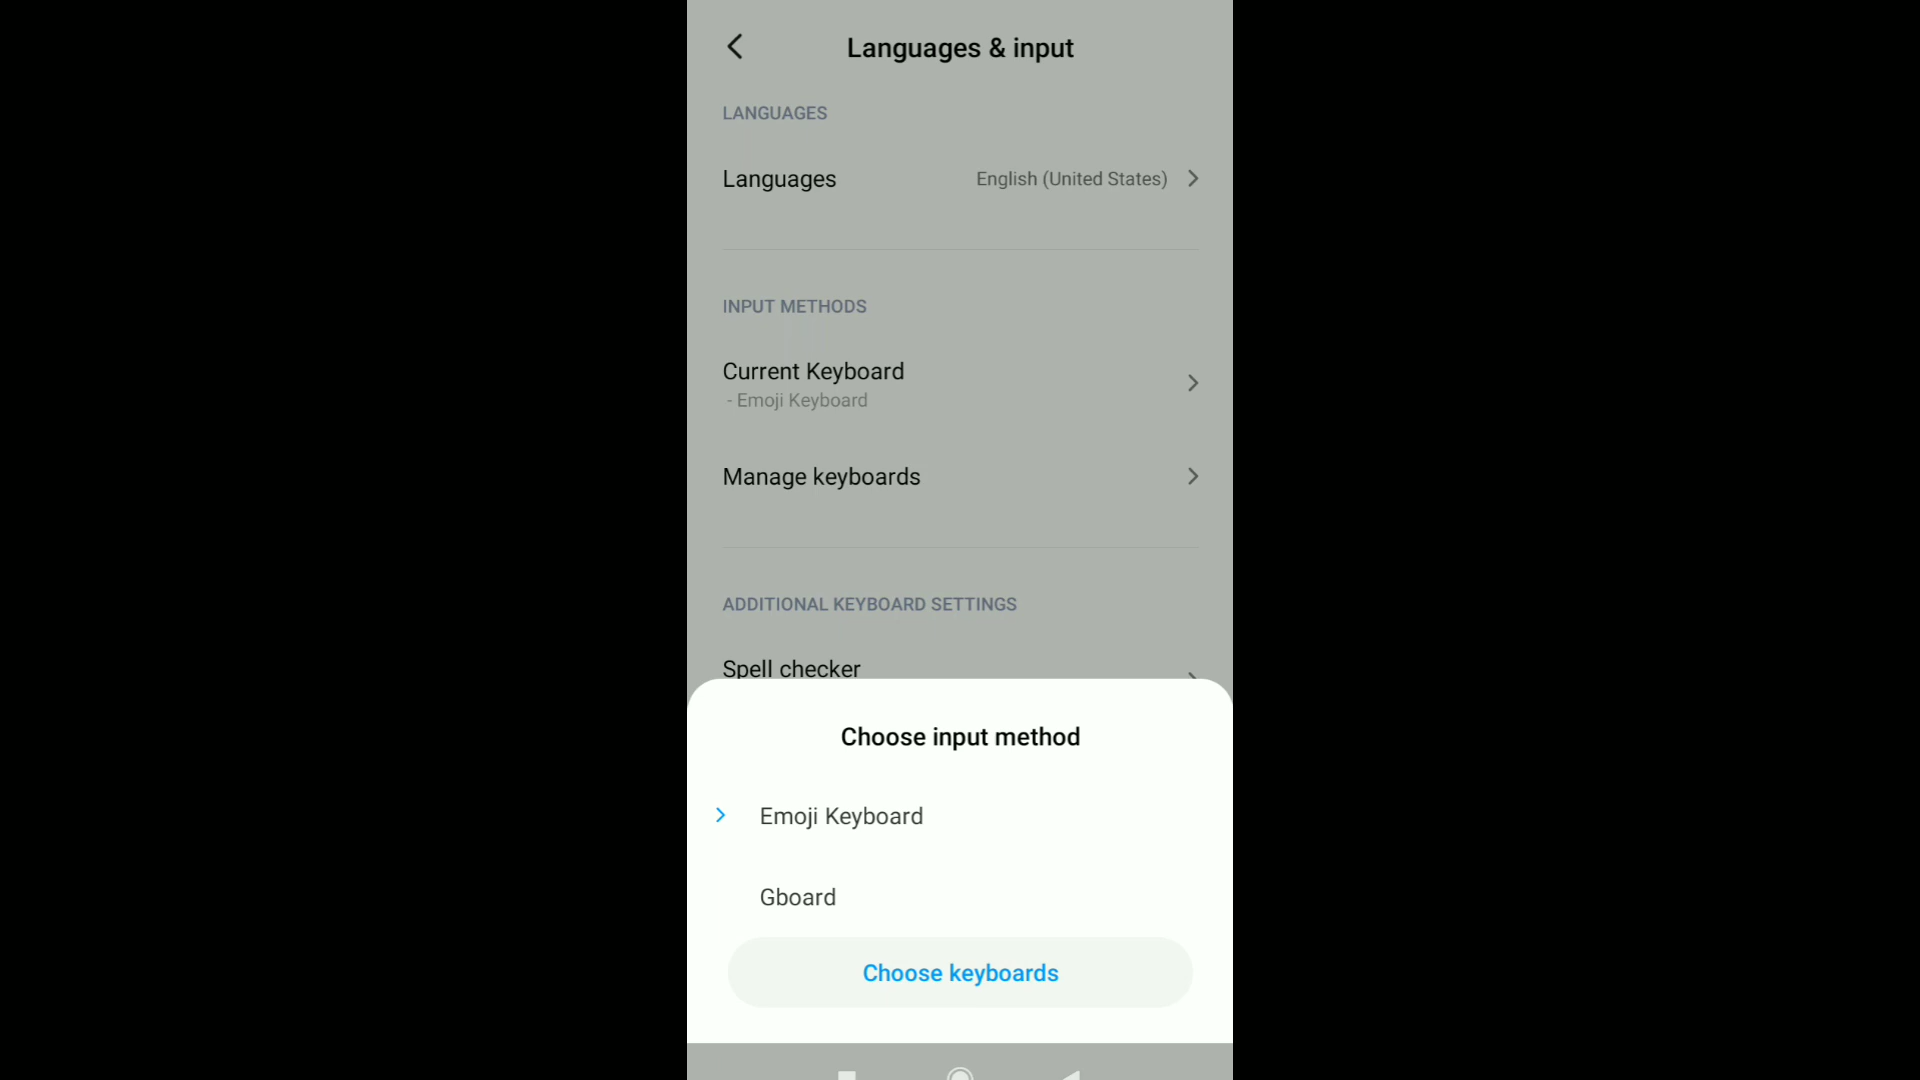 Languages & input
LANGUAGES
Languages English (United States)
INPUT METHODS
Current Keyboard
- Emoji Keyboard
Manage keyboards
ADDITIONAL KEYBOARD SETTINGS
Spell checker
Choose input method
Emoji Keyboard
Gboard
Choose keyboards